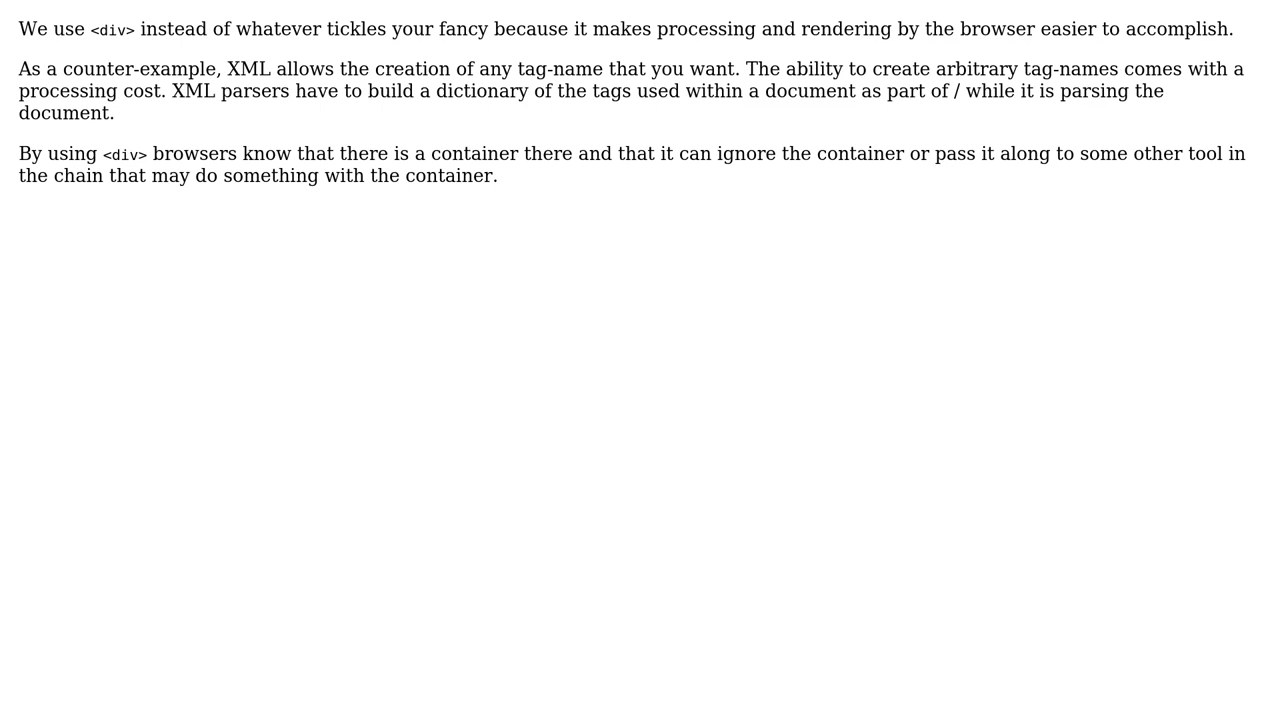 We use <div> instead of whatever tickles your fancy because it makes processing and rendering by the browser easier to accomplish.
As a counter-example, XML allows the creation of any tag-name that you want. The ability to create arbitrary tag-names comes with a
processing cost. XML parsers have to build a dictionary of the tags used within a document as part of / while it is parsing the
document.
By using <div> browsers know that there is a container there and that it can ignore the container or pass it along to some other tool in
the chain that may do something with the container.